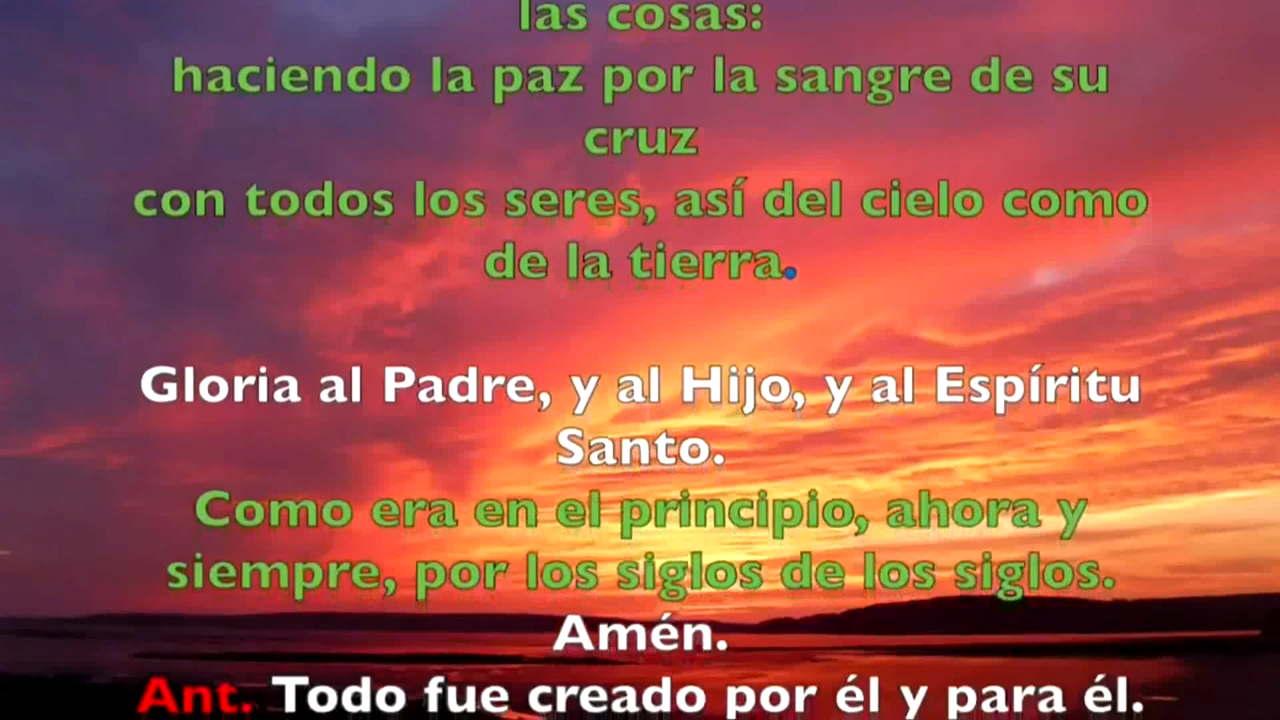 las cosas:
haciendo la paz por la sangre de su
cruz
con todos los seres, así del cielo como
de la tierra.
Gloria al Padre, y al Hijo, y al Espíritu
Santo.
Como era en el principio, ahora y
siempre, por los siglos de los siglos.
Amén.
Ant. Todo fue creado por él y para él.